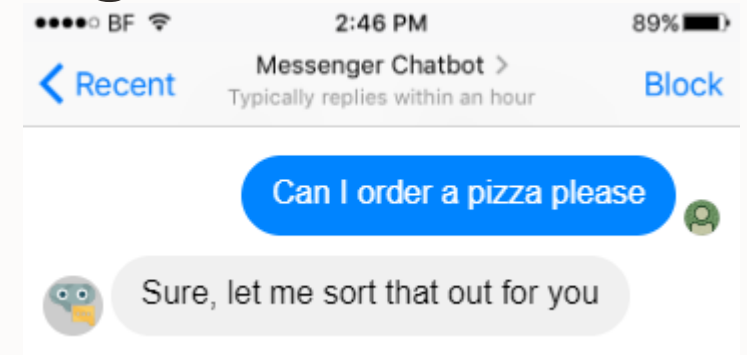 BF 2:46 PM 89%
Recent Messenger Chatbot > Block
Typically replies within an hour
Can I order a pizza please
Sure, let me sort that out for you